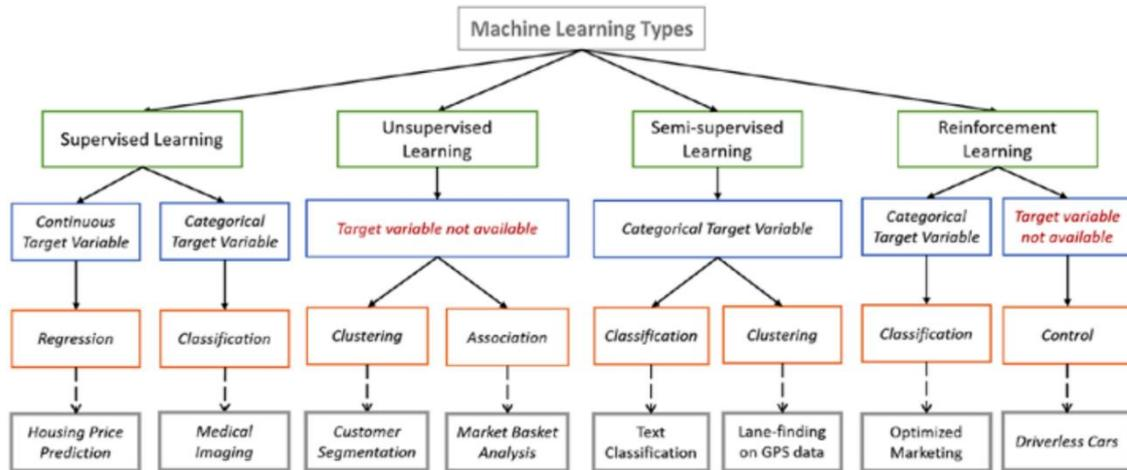 Machine Learning Types
Supervised Learning
Unsupervised
Learning
Semi-supervised
Learning
Reinforcement
Learning
Continuous
Target Variable
Categorical
Target Variable
Target variable not available
Categorical Target Variable
Categorical
Target Variable
Target variable
not available
Regression
Classification
Clustering
Association
Classification
Clustering
Classification
Control
Housing Price
Prediction
Medical
Imaging
Customer
Segmentation
Market Basket
Analysis
Text
Classification
Lane-finding
on GPS data
Optimized
Marketing
Driverless Cars